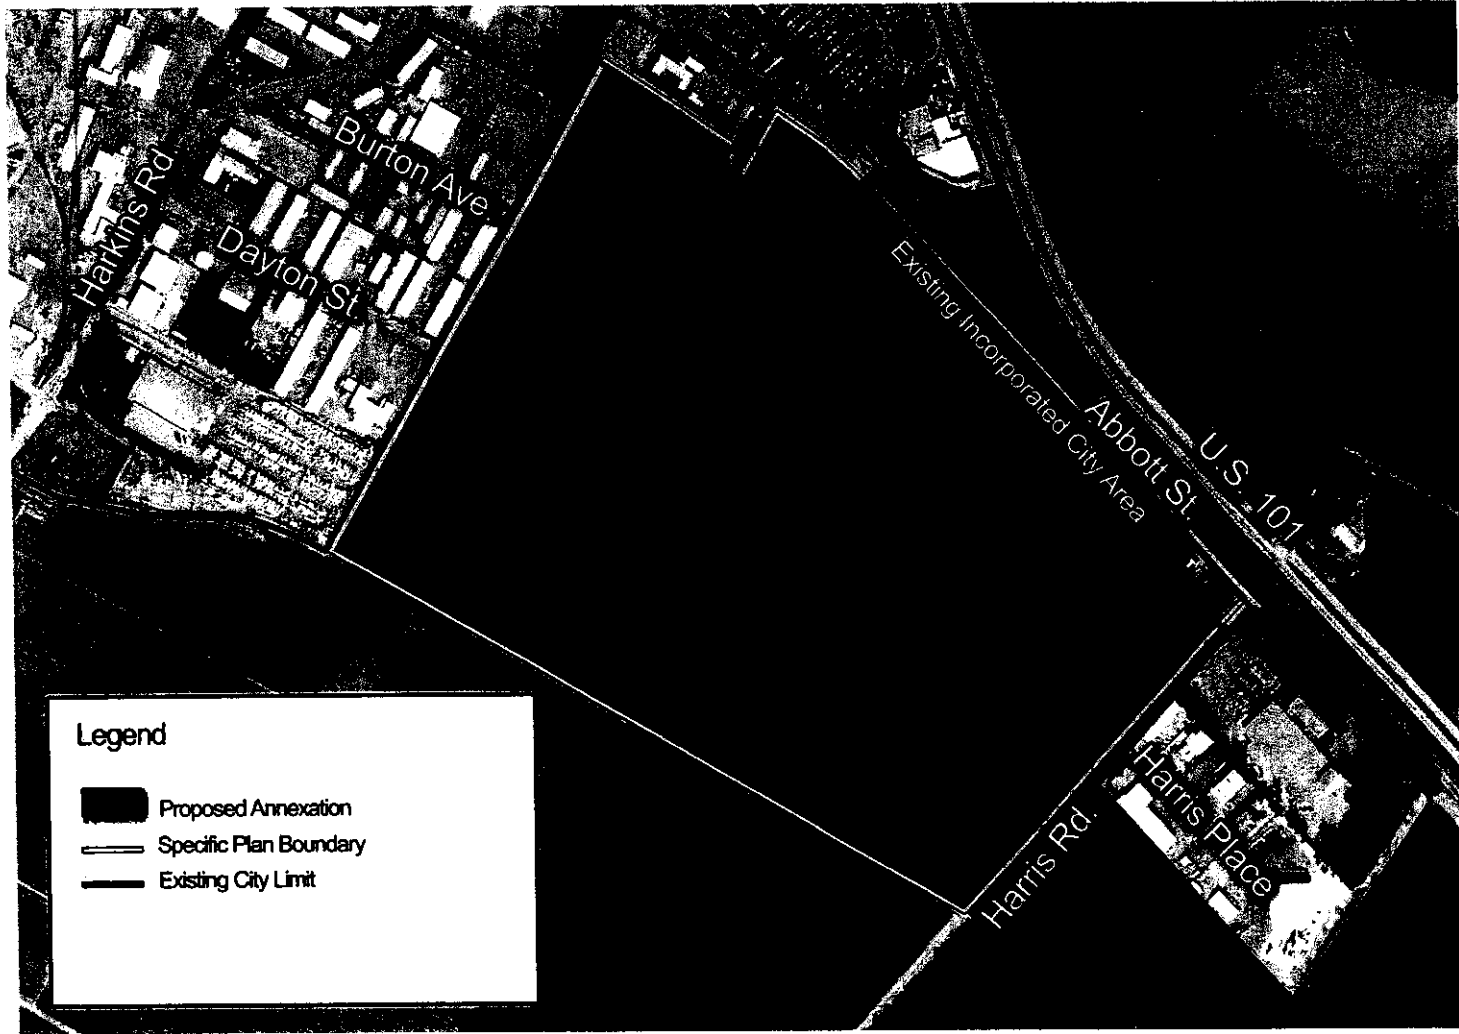 Burton Ave.
Harkins Rd
Dayton St.
Existing Incorporated City Area
Abbott St.
U.S. 101
Harris Place
Harris Rd.
Legend
Proposed Annexation
Specific Plan Boundary
Existing City Limit